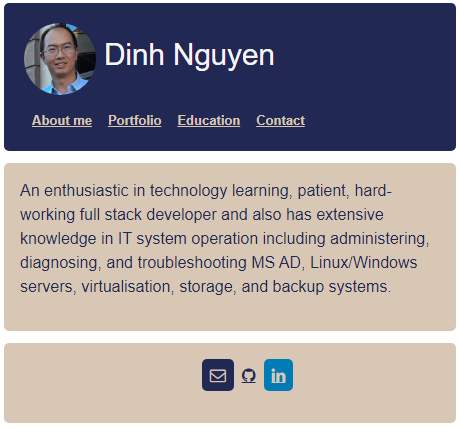 Dinh Nguyen
About me Portfolio Education Contact
An enthusiastic in technology learning, patient, hard-
working full stack developer and also has extensive
knowledge in IT system operation including administering,
diagnosing, and troubleshooting MS AD, Linux/Windows
servers, virtualisation, storage, and backup systems.
in